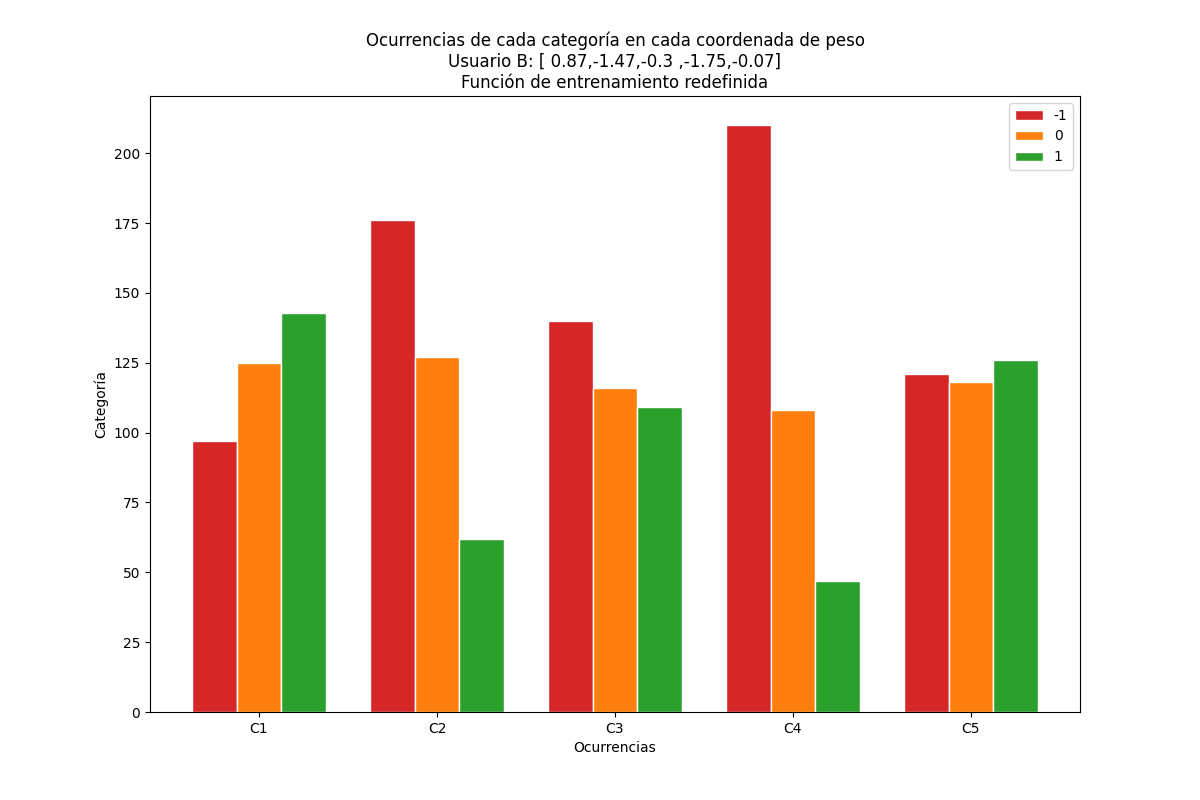 Ocurrencias de cada categoría en cada coordenada de peso
Usuario B: [ 0.87,-1.47,-0.3 ,-1.75,-0.07]
Función de entrenamiento redefinida
-1
0
1
200
175
150
125
100
75
50
25
0
Categoría
C1 C2 C3 C4 C5
Ocurrencias